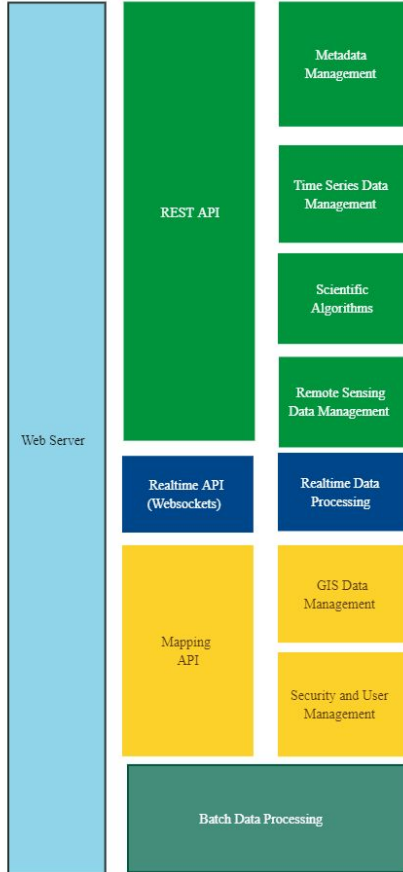 Web Server
REST API
Metadata
Management
Time Series Data
Management
Scientific
Algorithms
Remote Sensing
Data Management
Realtime API
(Websockets)
Realtime Data
Processing
Mapping
API
GIS Data
Management
Security and User
Management
Batch Data Processing